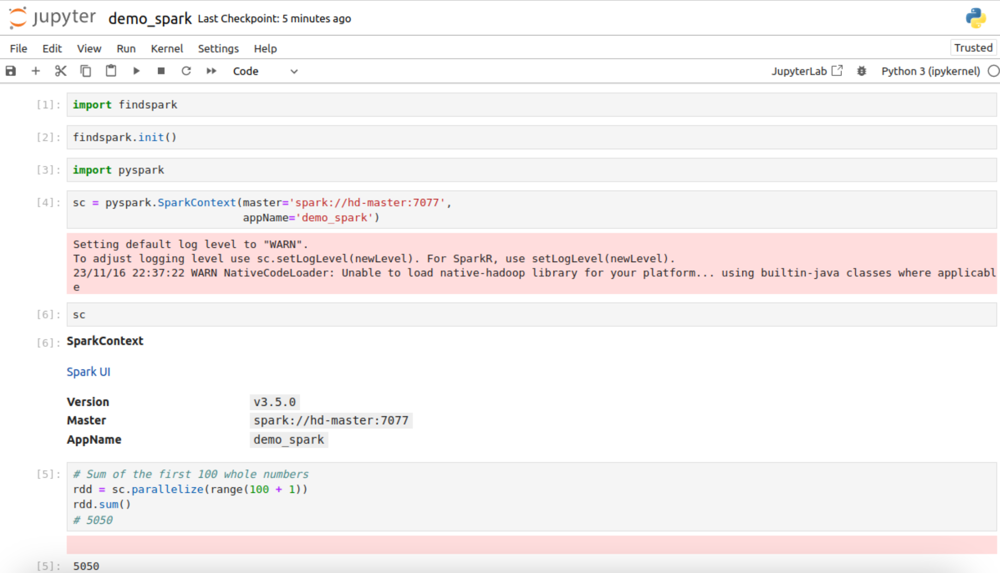 jupyter demo_spark Last Checkpoint: 5 minutes ago
File Edit View Run Kernel Settings Help Trusted
Code JupyterLab Python 3 (ipykernel)
[1]: import findspark
[2]: findspark.init()
[3]: import pyspark
[4]: sc = pyspark.SparkContext(master='spark://hd-master:7077',
appName='demo_spark')
Setting default log level to "WARN".
To adjust logging level use sc.setLogLevel(newLevel). For SparkR, use setLogLevel(newLevel).
23/11/16 22:37:22 WARN NativeCodeLoader: Unable to load native-hadoop library for your platform... using builtin-java classes where applicabl
e
[6]: sc
[6]: SparkContext
Spark UI
Version v3.5.0
Master spark://hd-master:7077
AppName demo_spark
[5]: # Sum of the first 100 whole numbers
rdd = sc.parallelize(range(100 + 1))
rdd.sum()
# 5050
[5]: 5050